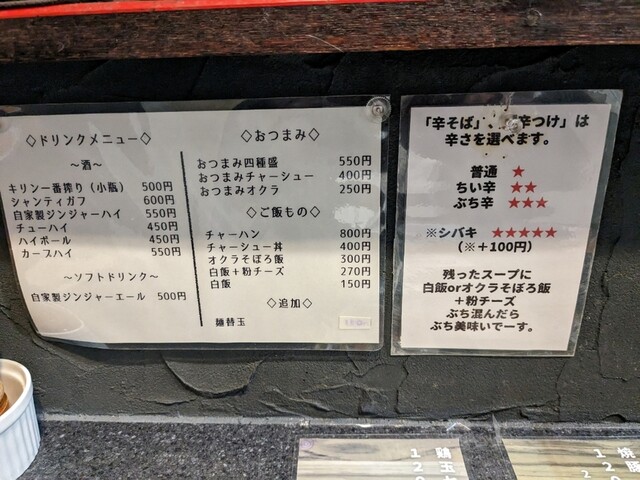 ◇ドリンクメニュー◇
〜酒〜
キリン一番搾り（小瓶） 500円
シャンティガフ 600円
自家製ジンジャーハイ 550円
チューハイ 450円
ハイボール 450円
カープハイ 550円
〜ソフトドリンク〜
自家製ジンジャーエール 500円
◇おつまみ◇
おつまみ四種盛 550円
おつまみチャーシュー 400円
おつまみオクラ 250円
◇ご飯もの◇
チャーハン 800円
チャーシュー丼 400円
オクラそぼろ飯 300円
白飯＋粉チーズ 270円
白飯 150円
◇追加◇
麺替玉
「辛そば」、「辛つけ」は
辛さを選べます。
普通 ★
ちい辛 ★★
ぶち辛 ★★★
※シバキ ★★★★★
（※＋100円）
残ったスープに
白飯orオクラそぼろ飯
＋粉チーズ
ぶち混んだら
ぶち美味いでーす。
鶏玉
焼豚